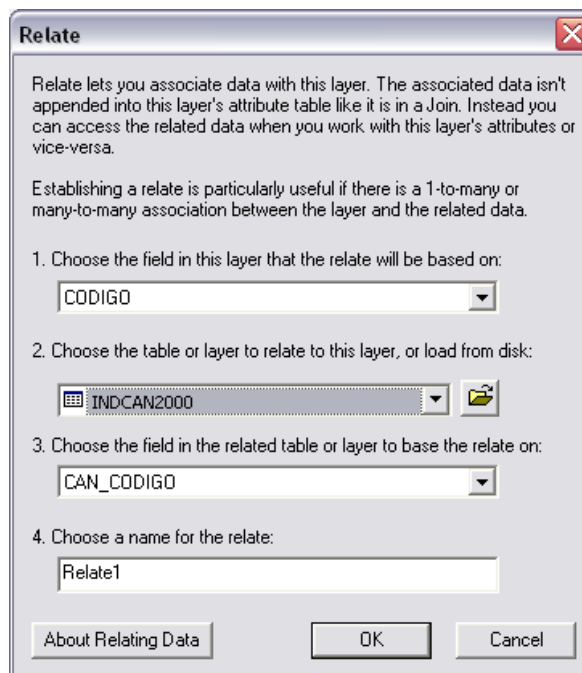 Relate
Relate lets you associate data with this layer. The associated data isn't
appended into this layer's attribute table like it is in a Join. Instead you
can access the related data when you work with this layer's attributes or
vice-versa.
Establishing a relate is particularly useful if there is a 1-to-many or
many-to-many association between the layer and the related data.
1. Choose the field in this layer that the relate will be based on:
CODIGO
2. Choose the table or layer to relate to this layer, or load from disk:
INDCAN2000
3. Choose the field in the related table or layer to base the relate on:
CAN_CODIGO
4. Choose a name for the relate:
Relate1
About Relating Data OK Cancel